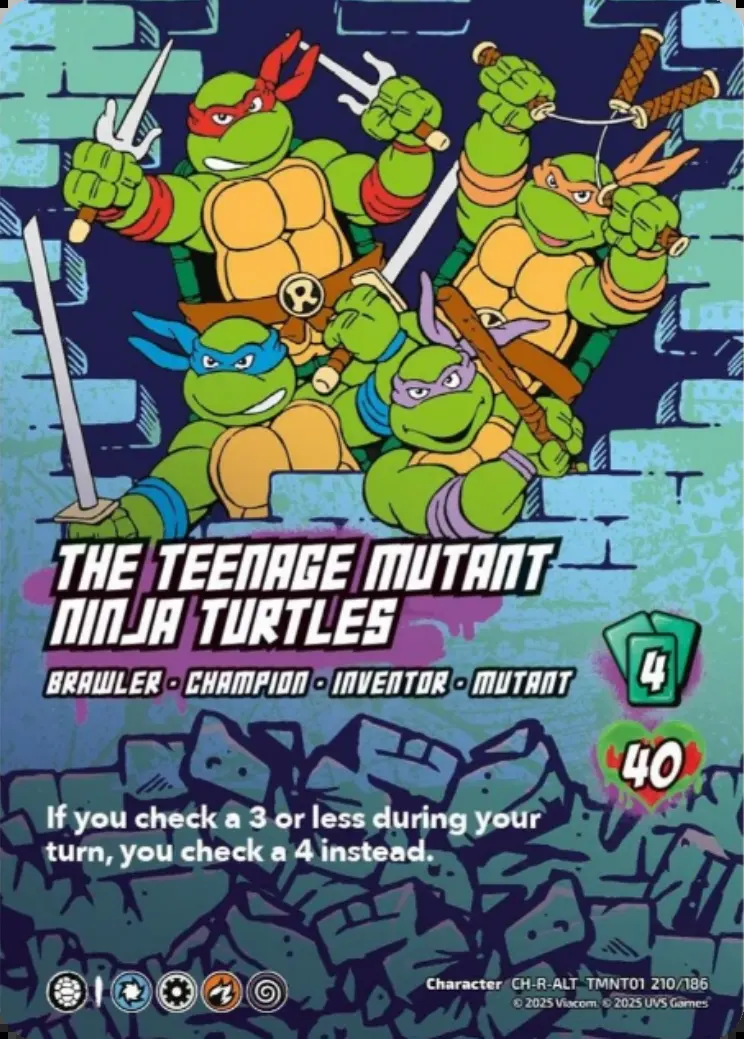 R
THE TEENAGE MUTANT
NINJA TURTLES
BRAWLER • CHAMPION • INVENTOR • MUTANT
4
40
If you check a 3 or less during your
turn, you check a 4 instead.
Character CH-R-ALT TMNT01 210/186
© 2025 Viacom. © 2025 UVS Games